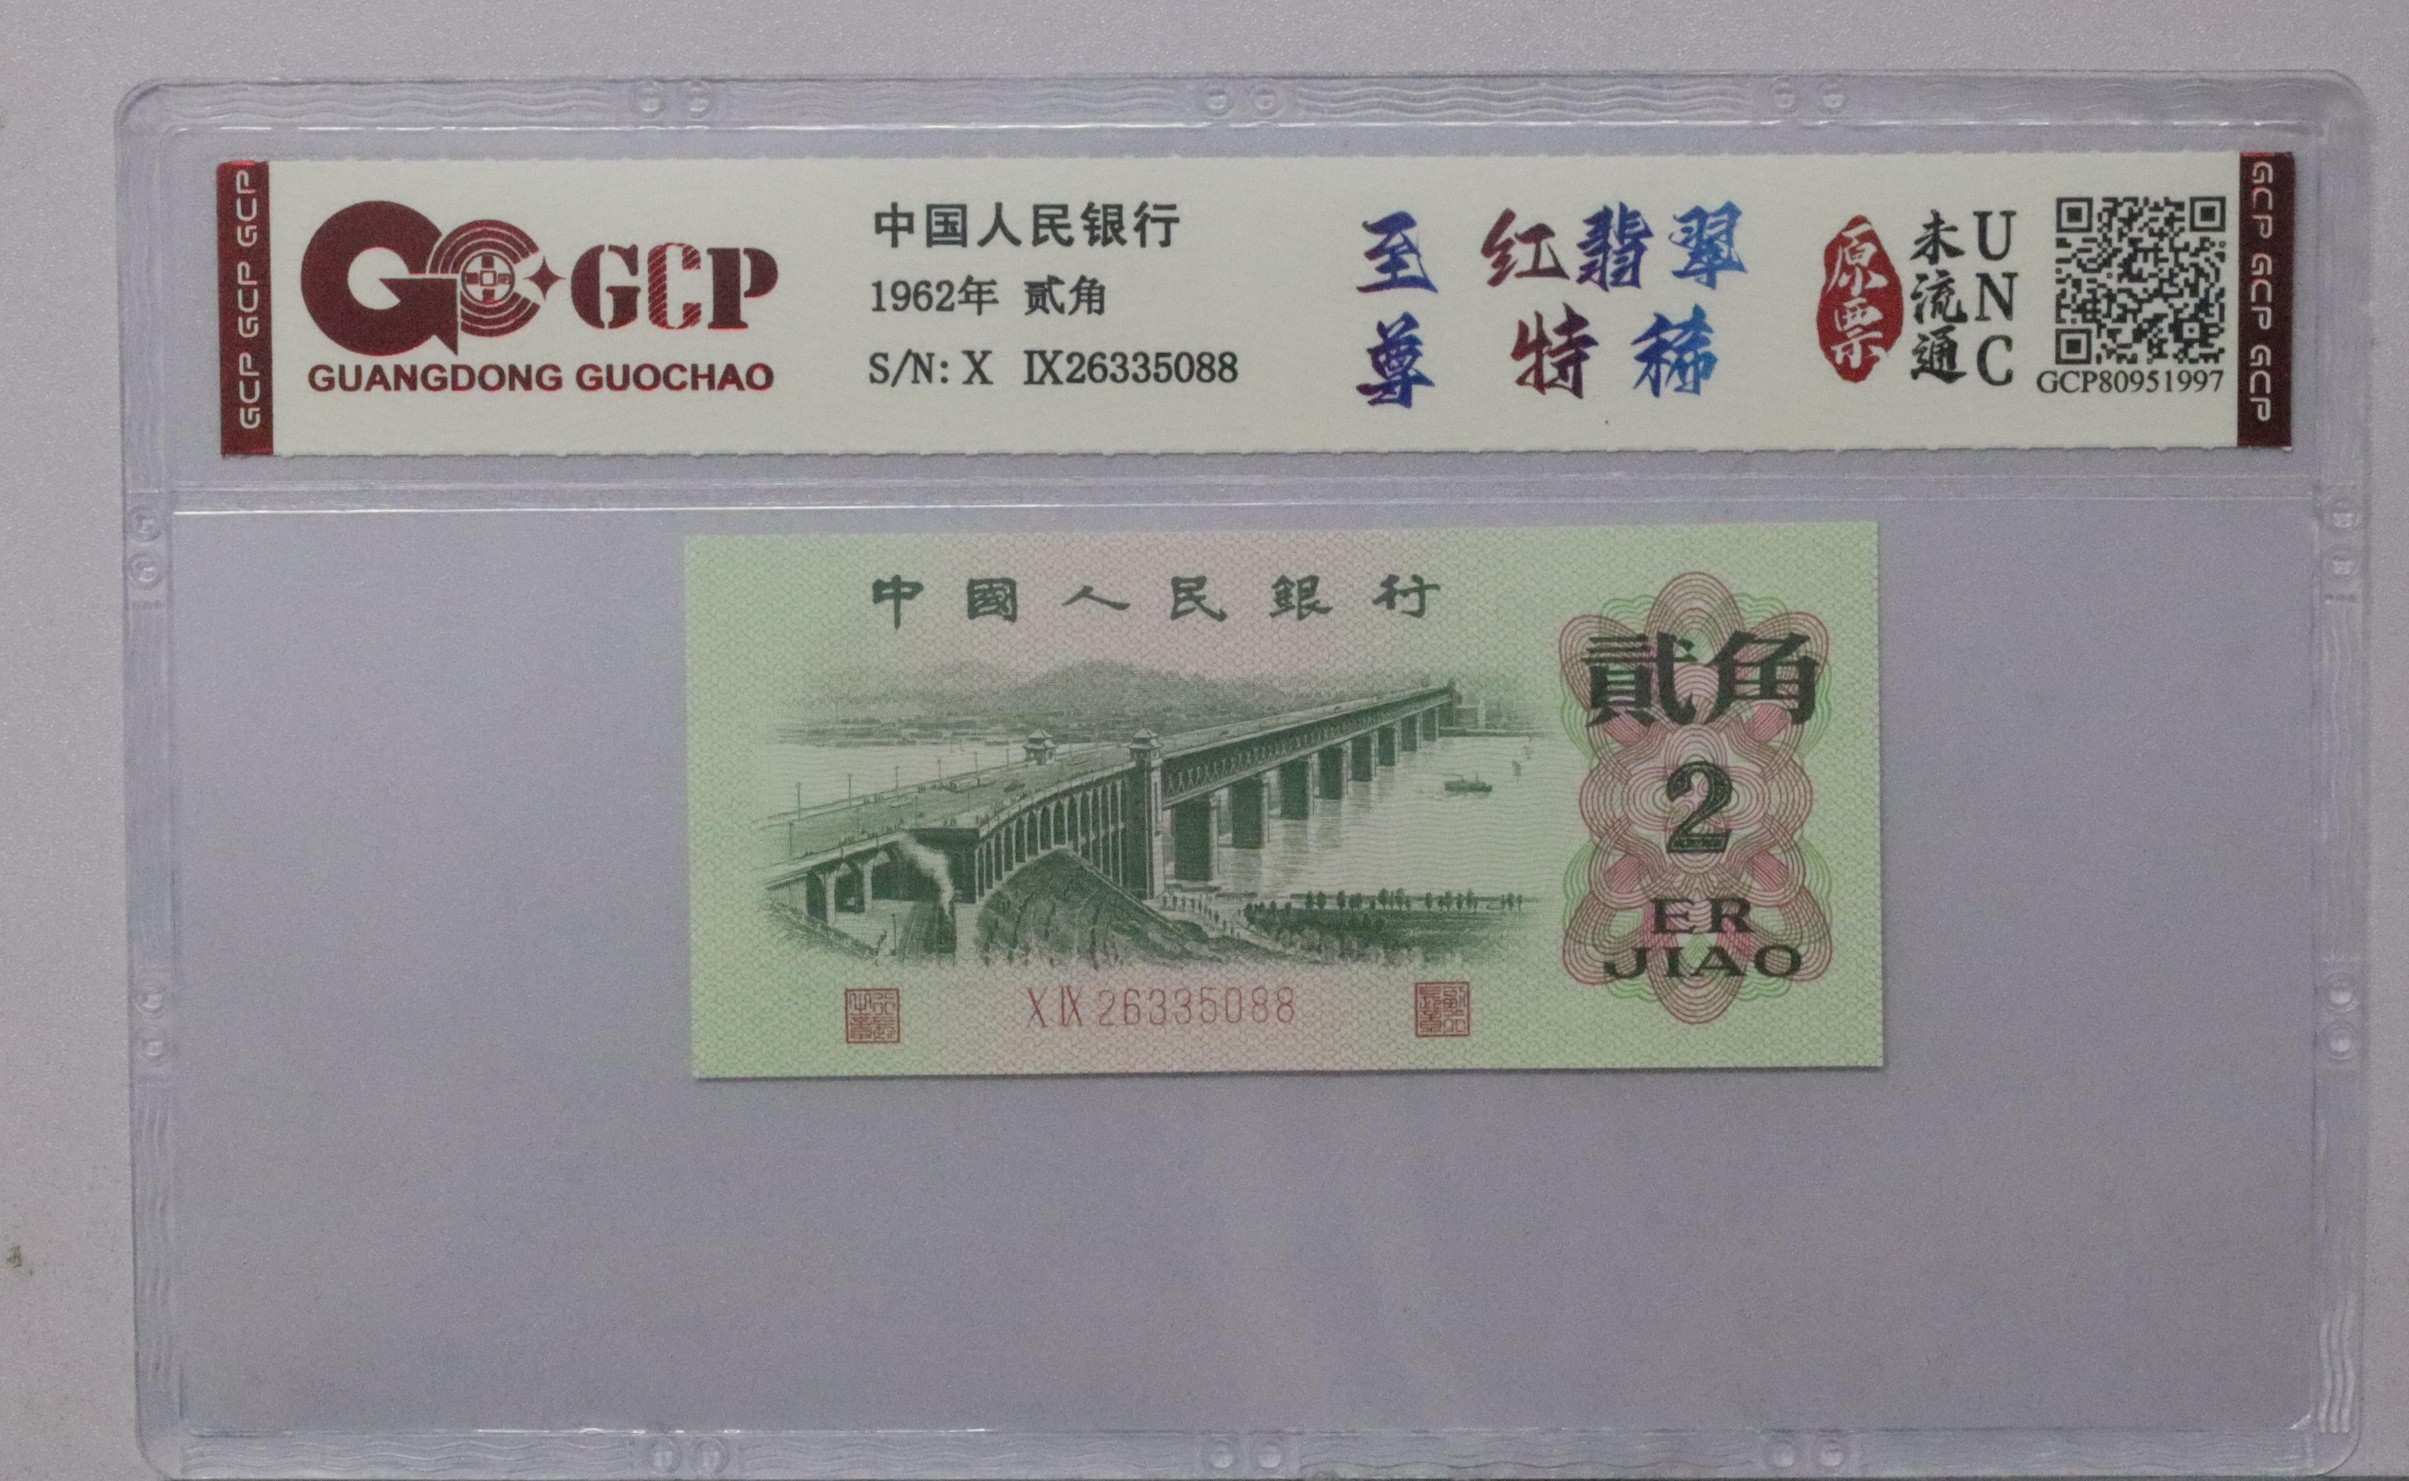 GCP GCP GCP
GCP
GUANGDONG GUOCHAO
中国人民银行
1962年 贰角
S/N: X IX26335088
至尊
红翡翠
特稀
原票
未流通
UNC
GCP80951997
GCP GCP GCP
中國人民銀行
貳角
2
ER
JIAO
X IX 26335088